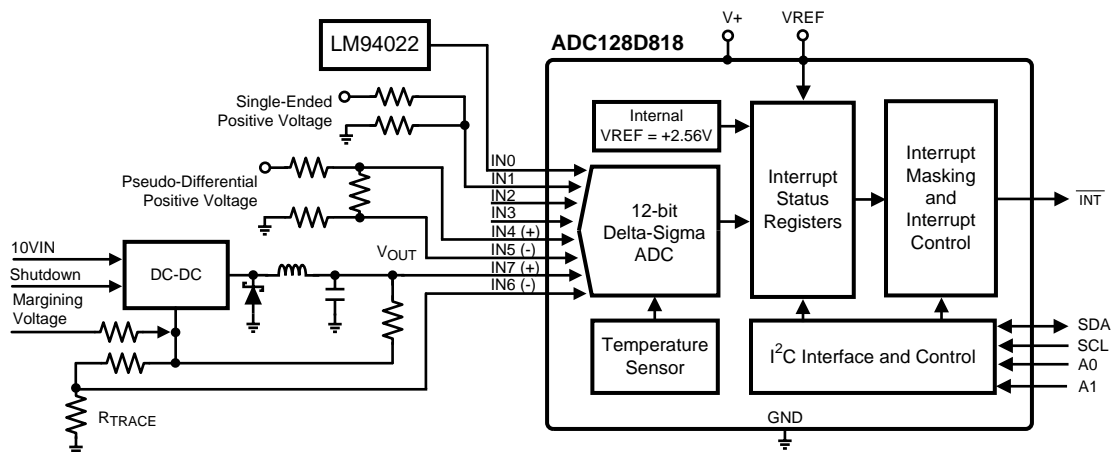 V+
VREF
ADC128D818
LM94022
Single-Ended
Positive Voltage
Pseudo-Differential
Positive Voltage
10VIN
Shutdown
Margining
Voltage
DC-DC
VOUT
RTRACE
IN0
IN1
IN2
IN3
IN4 (+)
IN5 (-)
IN7 (+)
IN6 (-)
Internal
VREF = +2.56V
12-bit
Delta-Sigma
ADC
Temperature
Sensor
Interrupt
Status
Registers
Interrupt
Masking
and
Interrupt
Control
I²C Interface and Control
INT
SDA
SCL
A0
A1
GND